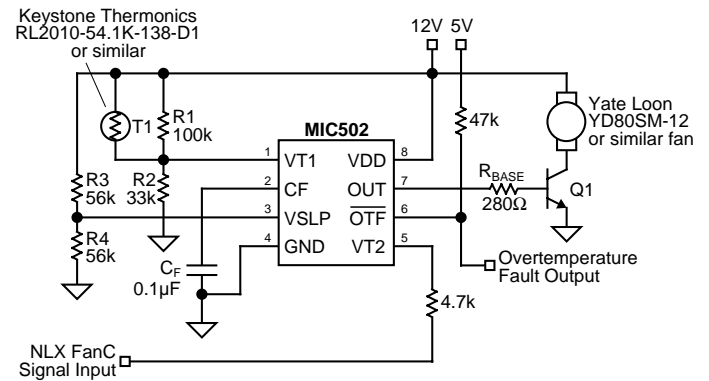 Keystone Thermonics
RL2010-54.1K-138-D1
or similar
12V 5V
T1
R1
100k
47k
Yate Loon
YD80SM-12
or similar fan
MIC502
1 VT1 VDD 8
R3
56k
R2
33k
2 CF OUT 7
RBASE
280Ω
Q1
3 VSLP OTF 6
R4
56k
4 GND VT2 5
CF
0.1µF
Overtemperature
Fault Output
4.7k
NLX FanC
Signal Input